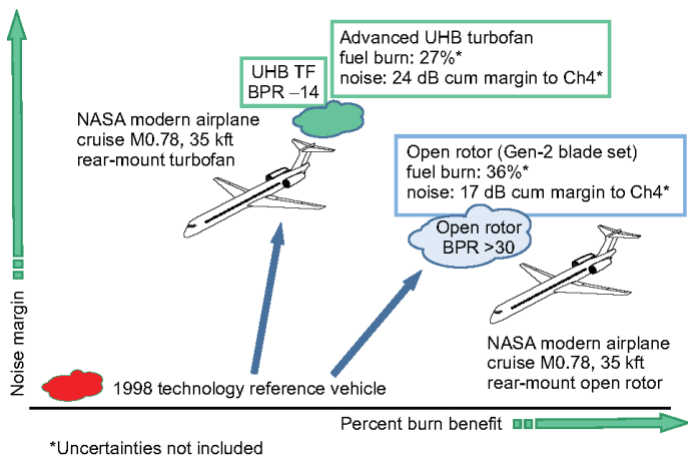 Advanced UHB turbofan
fuel burn: 27%*
noise: 24 dB cum margin to Ch4*
UHB TF
BPR –14
NASA modern airplane
cruise M0.78, 35 kft
rear-mount turbofan
Open rotor (Gen-2 blade set)
fuel burn: 36%*
noise: 17 dB cum margin to Ch4*
Open rotor
BPR >30
NASA modern airplane
cruise M0.78, 35 kft
rear-mount open rotor
Noise margin
1998 technology reference vehicle
Percent burn benefit
*Uncertainties not included